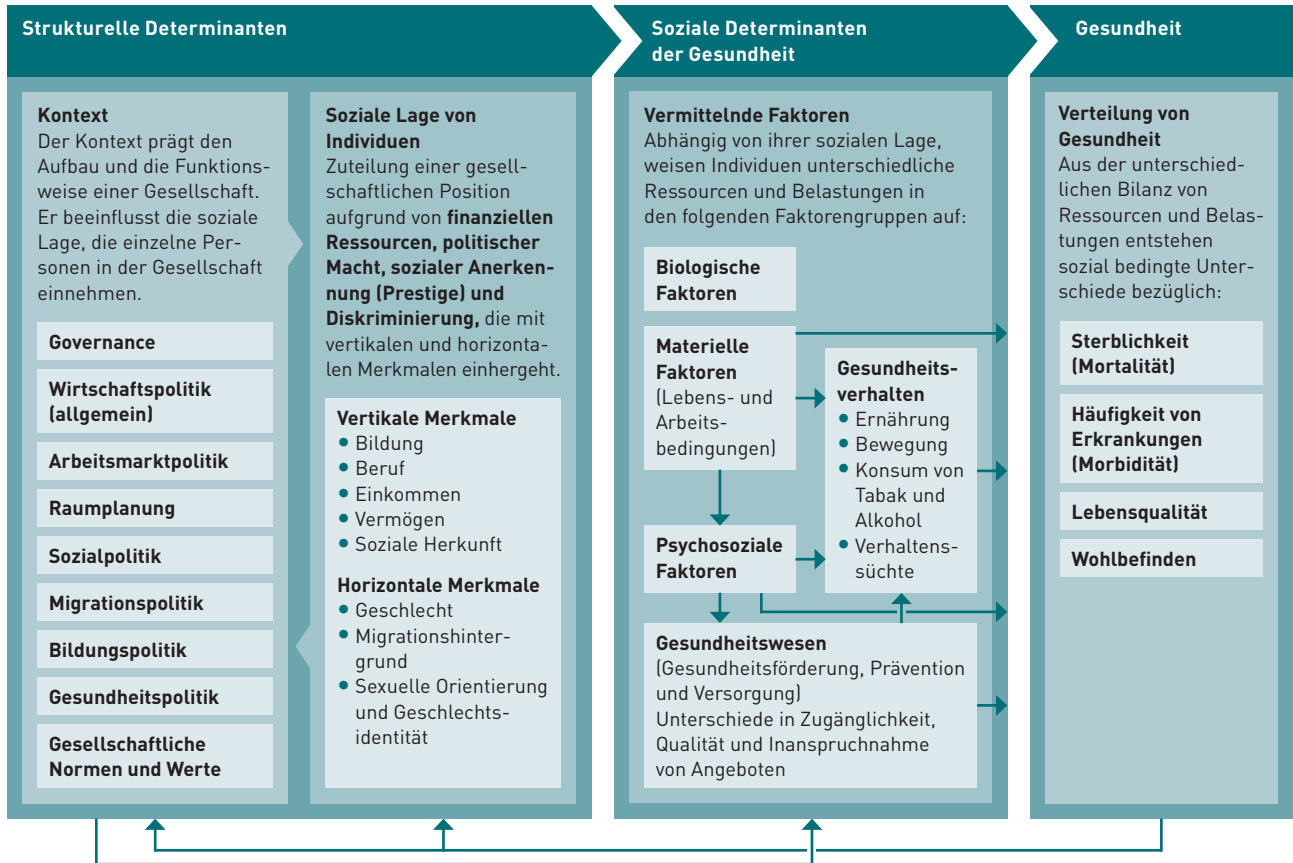 Strukturelle Determinanten
Soziale Determinanten
der Gesundheit
Gesundheit
Kontext
Der Kontext prägt den
Aufbau und die Funktions-
weise einer Gesellschaft.
Er beeinflusst die soziale
Lage, die einzelne Per-
sonen in der Gesellschaft
einnehmen.
Governance
Wirtschaftspolitik
(allgemein)
Arbeitsmarktpolitik
Raumplanung
Sozialpolitik
Migrationspolitik
Bildungspolitik
Gesundheitspolitik
Gesellschaftliche
Normen und Werte
Soziale Lage von
Individuen
Zuteilung einer gesell-
schaftlichen Position
aufgrund von finanziellen
Ressourcen, politischer
Macht, sozialer Anerken-
nung (Prestige) und
Diskriminierung, die mit
vertikalen und horizonta-
len Merkmalen einhergeht.
Vertikale Merkmale
• Bildung
• Beruf
• Einkommen
• Vermögen
• Soziale Herkunft
Horizontale Merkmale
• Geschlecht
• Migrationshinter-
grund
• Sexuelle Orientierung
und Geschlechts-
identität
Vermittelnde Faktoren
Abhängig von ihrer sozialen Lage,
weisen Individuen unterschiedliche
Ressourcen und Belastungen in
den folgenden Faktorengruppen auf:
Biologische
Faktoren
Materielle
Faktoren
(Lebens- und
Arbeits-
bedingungen)
Psychosoziale
Faktoren
Gesundheits-
verhalten
• Ernährung
• Bewegung
• Konsum von
Tabak und
Alkohol
• Verhaltens-
süchte
Gesundheitswesen
(Gesundheitsförderung, Prävention
und Versorgung)
Unterschiede in Zugänglichkeit,
Qualität und Inanspruchnahme
von Angeboten
Verteilung von
Gesundheit
Aus der unterschied-
lichen Bilanz von
Ressourcen und Belas-
tungen entstehen
sozial bedingte Unter-
schiede bezüglich:
Sterblichkeit
(Mortalität)
Häufigkeit von
Erkrankungen
(Morbidität)
Lebensqualität
Wohlbefinden